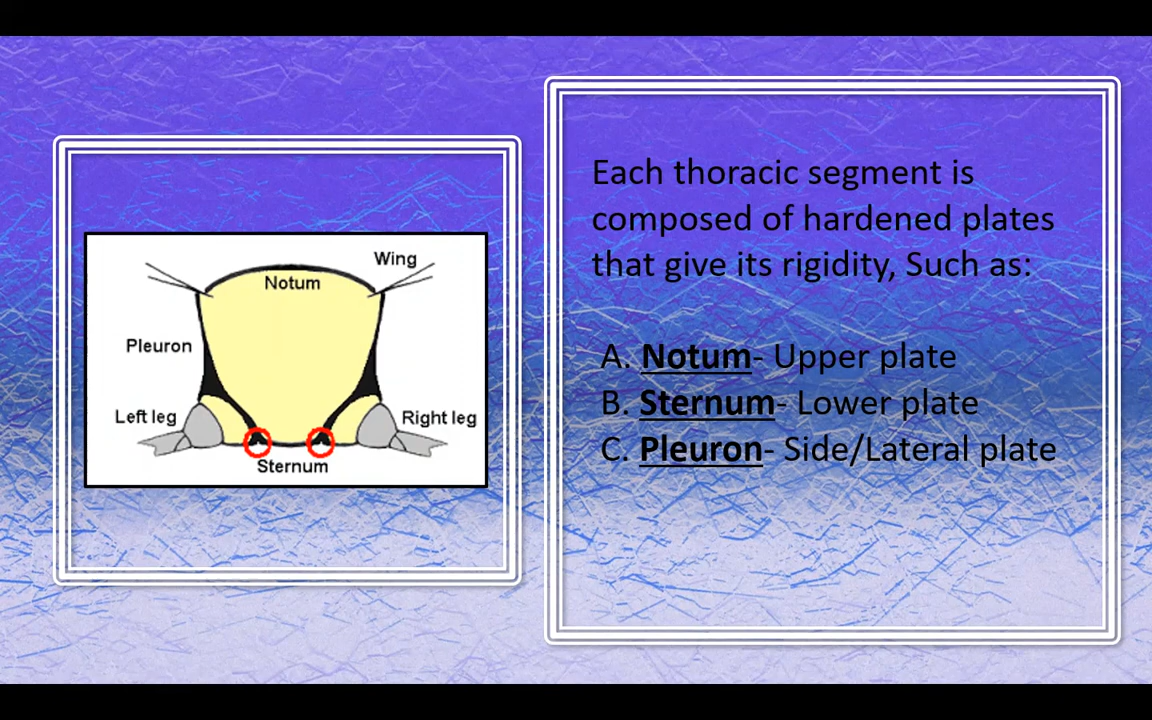 Wing
Notum
Pleuron
Left leg
Right leg
Sternum
Each thoracic segment is
composed of hardened plates
that give its rigidity, Such as:
A. Notum- Upper plate
B. Sternum- Lower plate
C. Pleuron- Side/Lateral plate